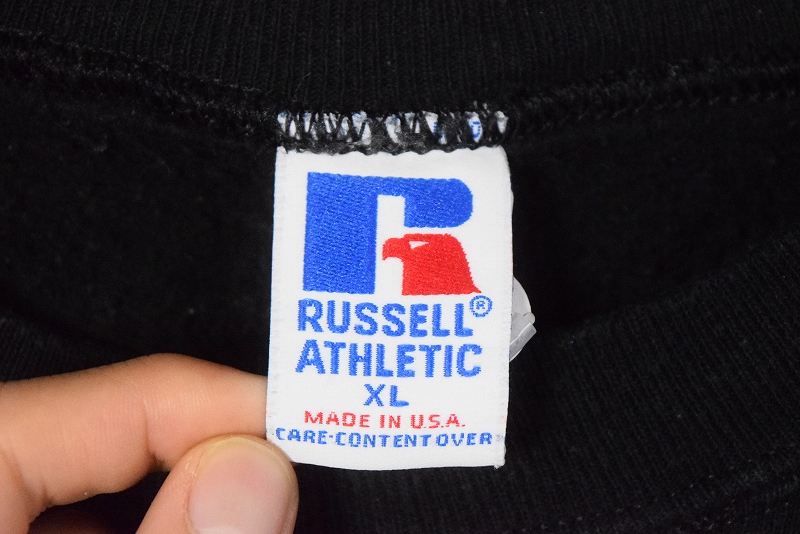 RUSSELL®
ATHLETIC
XL
MADE IN U.S.A.
CARE-CONTENT OVER